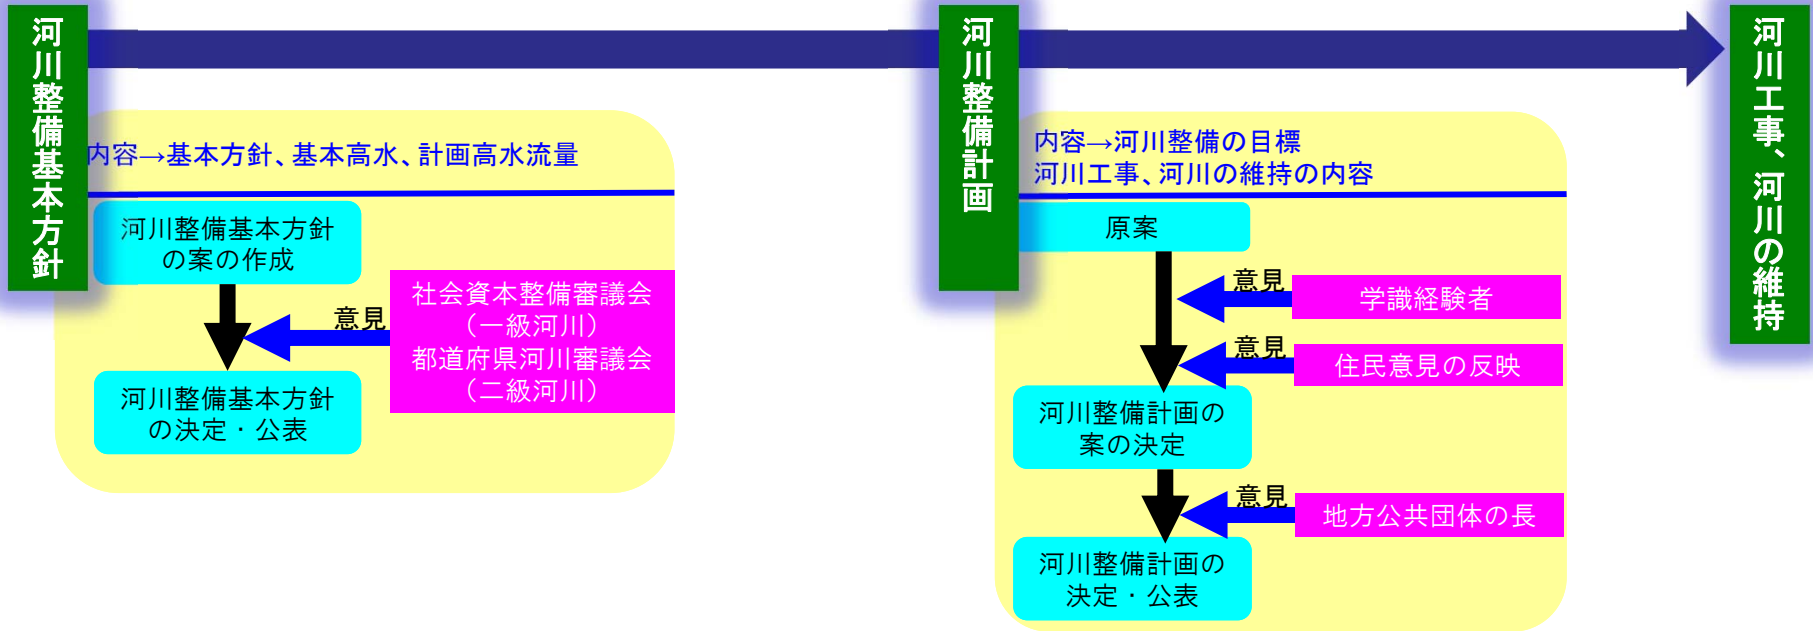 河川整備基本方針
内容→基本方針、基本高水、計画高水流量
河川整備基本方針
の案の作成
意見
社会資本整備審議会
（一級河川）
都道府県河川審議会
（二級河川）
河川整備基本方針
の決定・公表
河川整備計画
内容→河川整備の目標
河川工事、河川の維持の内容
原案
意見
学識経験者
意見
住民意見の反映
河川整備計画の
案の決定
意見
地方公共団体の長
河川整備計画の
決定・公表
河川工事、河川の維持